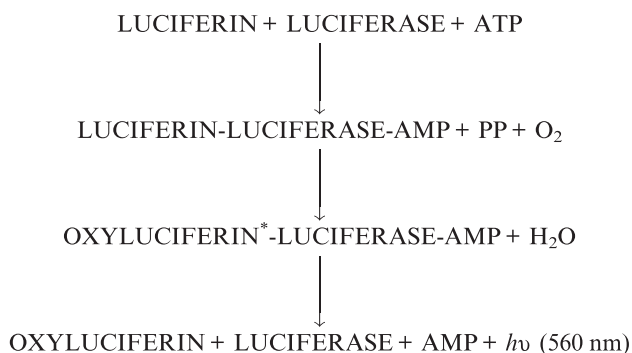 LUCIFERIN + LUCIFERASE + ATP
LUCIFERIN-LUCIFERASE-AMP + PP + O₂
OXYLUCIFERIN*-LUCIFERASE-AMP + H₂O
OXYLUCIFERIN + LUCIFERASE + AMP + hυ (560 nm)